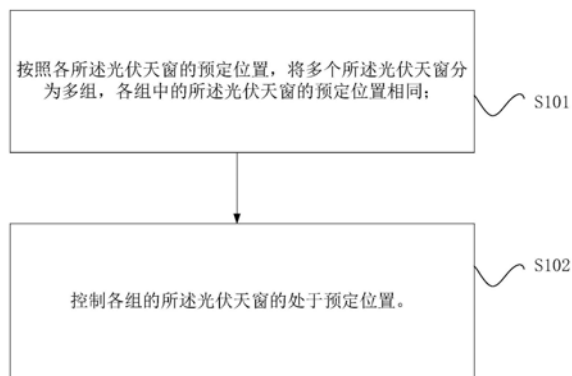 按照各所述光伏天窗的预定位置，将多个所述光伏天窗分
为多组，各组中的所述光伏天窗的预定位置相同；
S101
控制各组的所述光伏天窗的处于预定位置。
S102